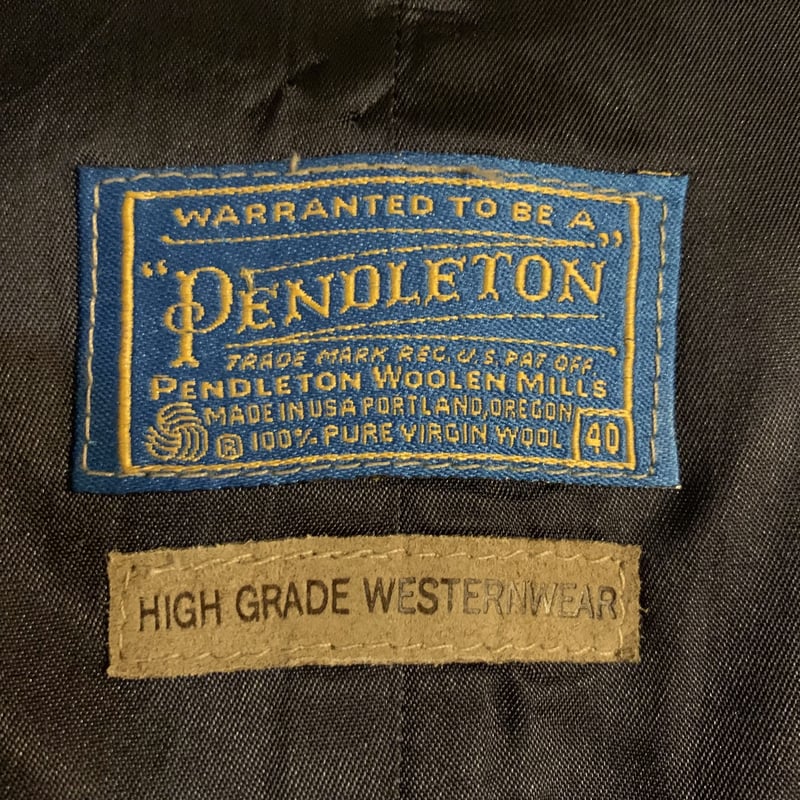 WARRANTED TO BE A
"PENDLETON"
TRADE MARK REG. U.S. PAT OFF.
PENDLETON WOOLEN MILLS
MADE IN USA PORTLAND, OREGON
® 100% PURE VIRGIN WOOL 40
HIGH GRADE WESTERNWEAR